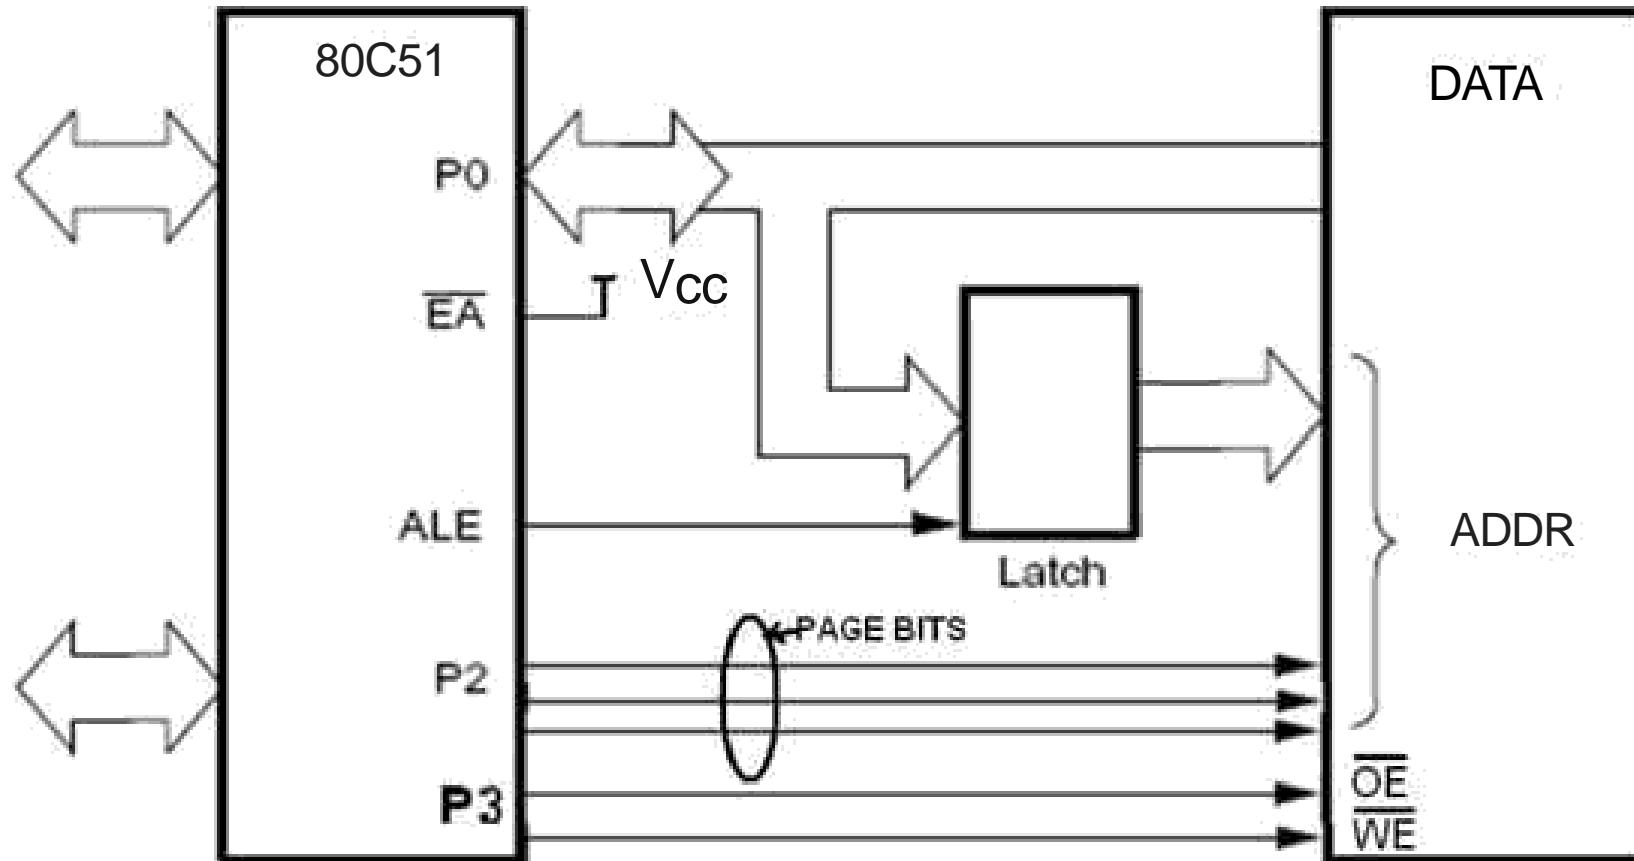 80C51
DATA
P0
VCC
EA
ADDR
ALE
Latch
PAGE BITS
P2
OE
P3
WE